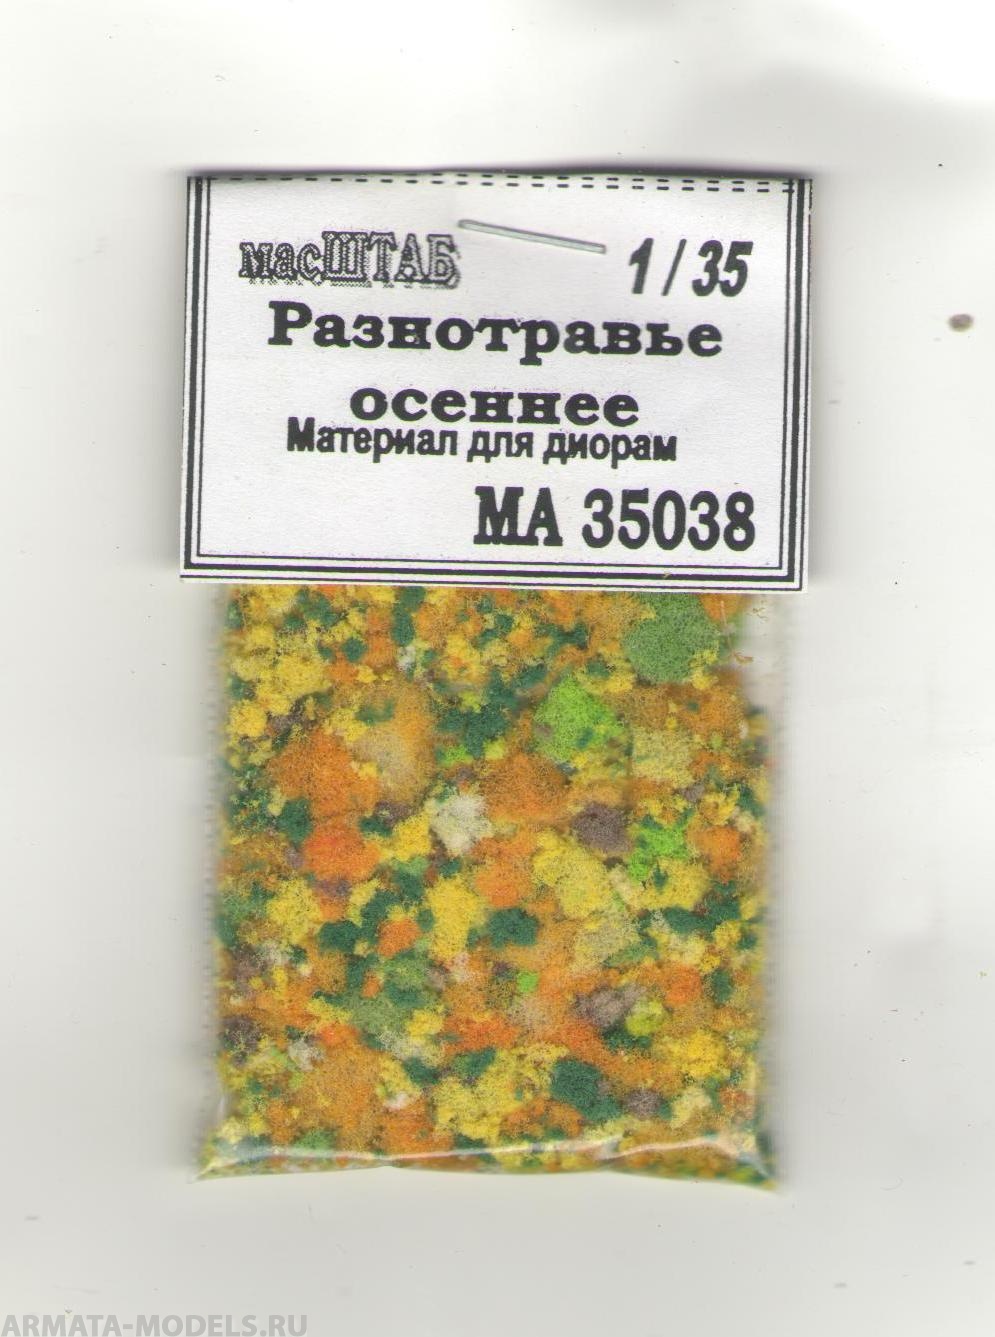 масШТАБ 1/35
Разнотравье
осеннее
Материал для диорам
МА 35038
ARMATA-MODELS.RU